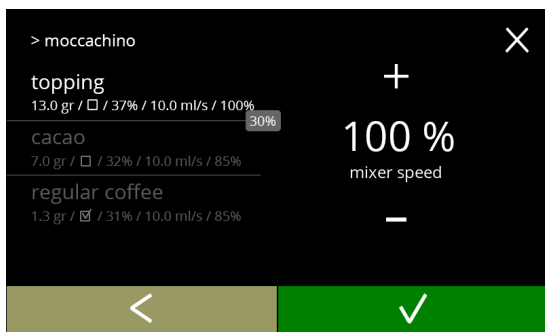 > moccachino
topping
13.0 gr / ☐ / 37% / 10.0 ml/s / 100%
30%
cacao
7.0 gr / ☐ / 32% / 10.0 ml/s / 85%
regular coffee
1.3 gr / ☑ / 31% / 10.0 ml/s / 85%
+
100 %
mixer speed
−